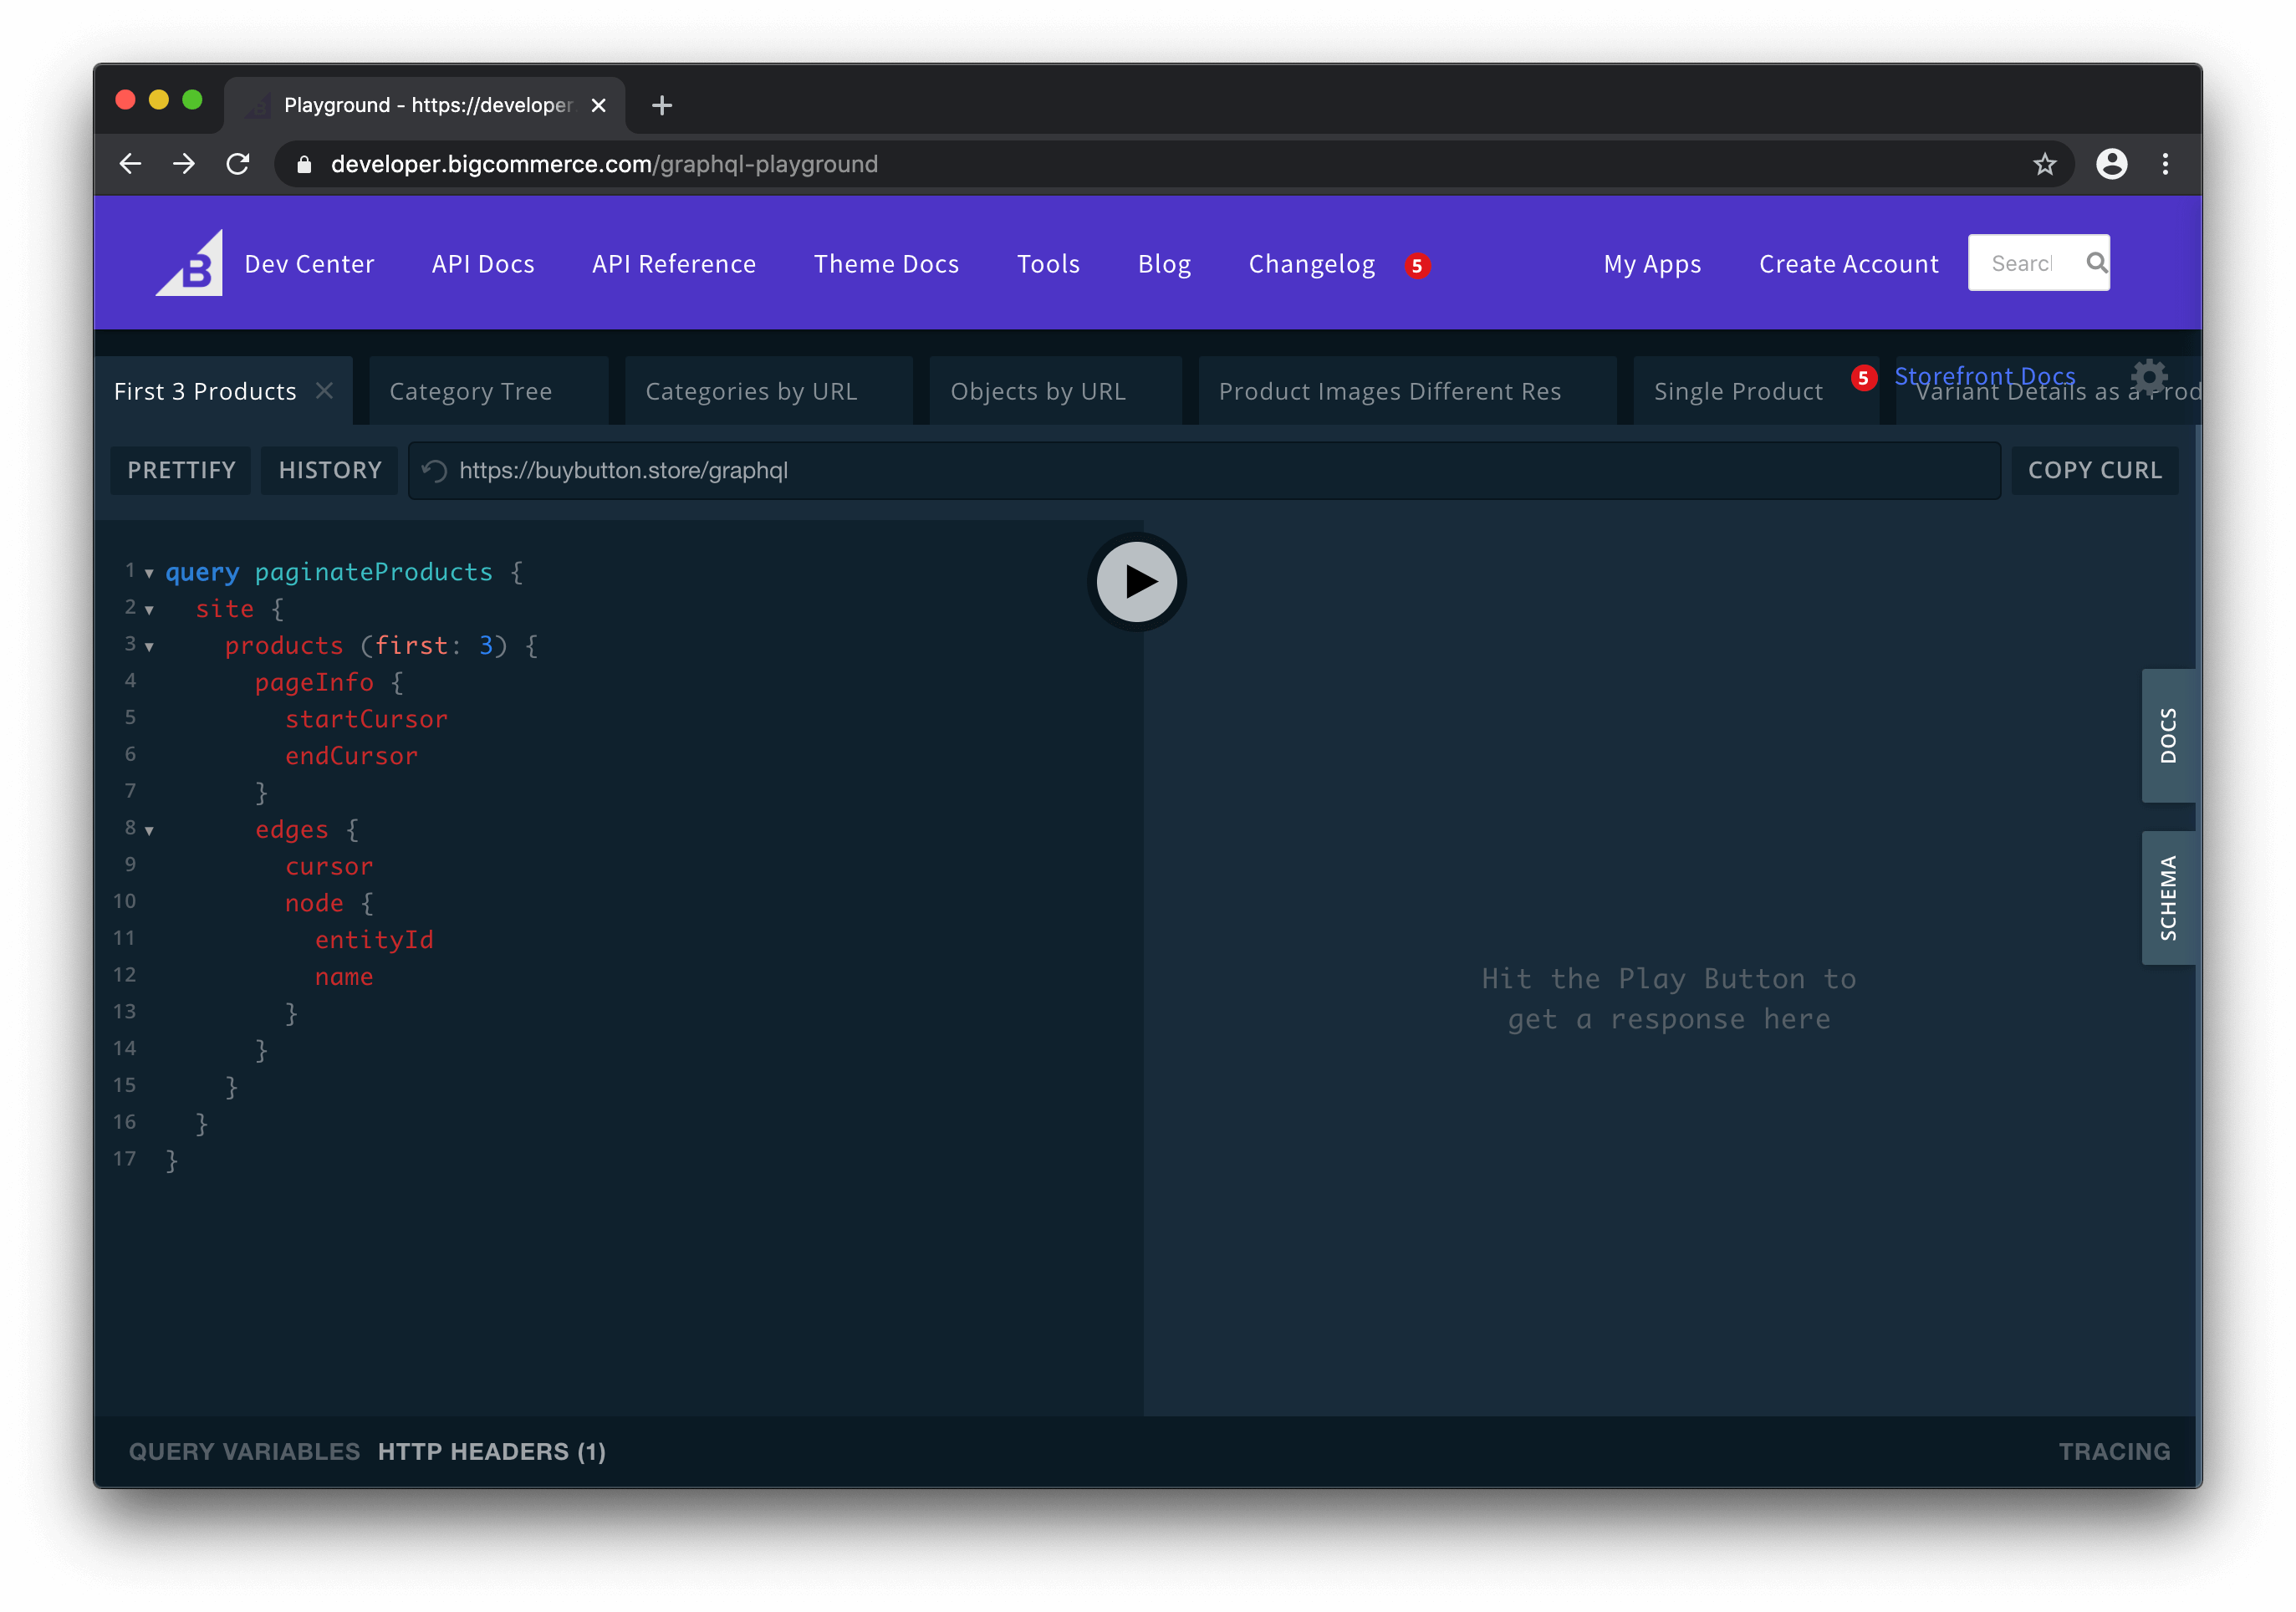 Playground - https://developer
developer.bigcommerce.com/graphql-playground
B Dev Center API Docs API Reference Theme Docs Tools Blog Changelog 5 My Apps Create Account Search
First 3 Products Category Tree Categories by URL Objects by URL Product Images Different Res Single Product 5 Storefront Docs Variant Details as a Prod
PRETTIFY HISTORY https://buybutton.store/graphql COPY CURL
1 query paginateProducts {
2 site {
3 products (first: 3) {
4 pageInfo {
5 startCursor
6 endCursor
7 }
8 edges {
9 cursor
10 node {
11 entityId
12 name
13 }
14 }
15 }
16 }
17 }
Hit the Play Button to
get a response here
DOCS
SCHEMA
QUERY VARIABLES HTTP HEADERS (1) TRACING